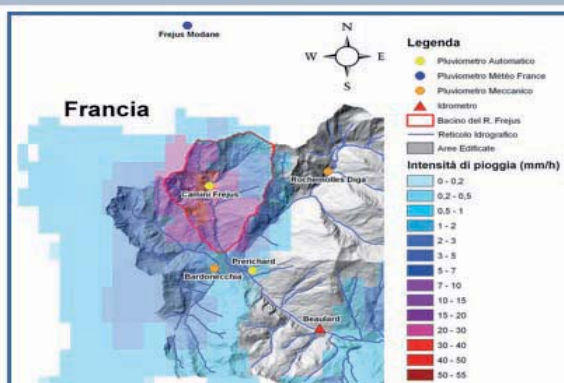 Frejus Modane
N
W E
S
Francia
Camini Frejus
Rochemolles Diga
Prerichard
Bardonecchia
Beaulard
Legenda
Pluviometro Automatico
Pluviometro Météo France
Pluviometro Meccanico
Idrometro
Bacino del R. Frejus
Reticolo Idrografico
Aree Edificate
Intensità di pioggia (mm/h)
0 - 0,2
0,2 - 0,5
0,5 - 1
1 - 2
2 - 3
3 - 5
5 - 7
7 - 10
10 - 15
15 - 20
20 - 30
30 - 40
40 - 50
50 - 55